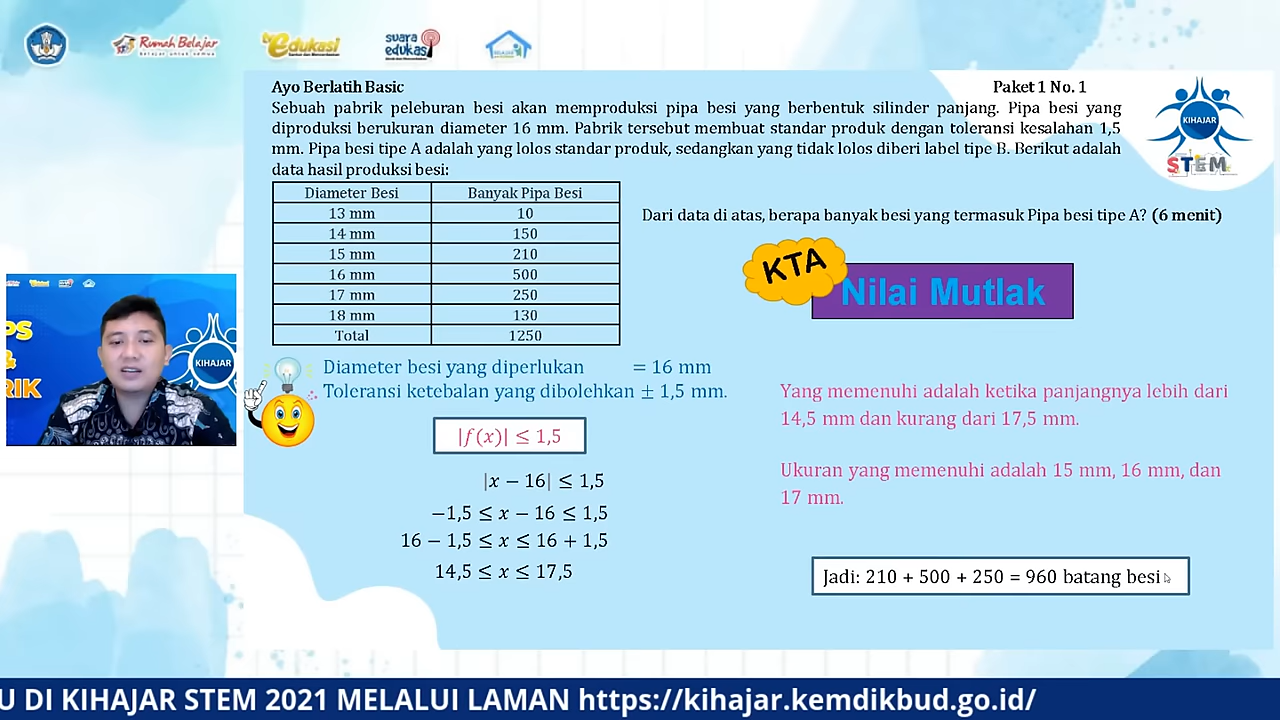 Rumah Belajar
tv Edukasi
suara
edukasi
Ayo Berlatih Basic
Paket 1 No. 1
Sebuah pabrik peleburan besi akan memproduksi pipa besi yang berbentuk silinder panjang. Pipa besi yang
diproduksi berukuran diameter 16 mm. Pabrik tersebut membuat standar produk dengan toleransi kesalahan 1,5
mm. Pipa besi tipe A adalah yang lolos standar produk, sedangkan yang tidak lolos diberi label tipe B. Berikut adalah
data hasil produksi besi:
KIHAJAR
STEM
Diameter Besi Banyak Pipa Besi
13 mm 10
14 mm 150
15 mm 210
16 mm 500
17 mm 250
18 mm 130
Total 1250
Dari data di atas, berapa banyak besi yang termasuk Pipa besi tipe A? (6 menit)
KTA
Nilai Mutlak
PS
&
RIK
KIHAJAR
Diameter besi yang diperlukan = 16 mm
Toleransi ketebalan yang dibolehkan ± 1,5 mm.
|f(x)| ≤ 1,5
|x − 16| ≤ 1,5
−1,5 ≤ x − 16 ≤ 1,5
16 − 1,5 ≤ x ≤ 16 + 1,5
14,5 ≤ x ≤ 17,5
Yang memenuhi adalah ketika panjangnya lebih dari
14,5 mm dan kurang dari 17,5 mm.
Ukuran yang memenuhi adalah 15 mm, 16 mm, dan
17 mm.
Jadi: 210 + 500 + 250 = 960 batang besi
U DI KIHAJAR STEM 2021 MELALUI LAMAN https://kihajar.kemdikbud.go.id/